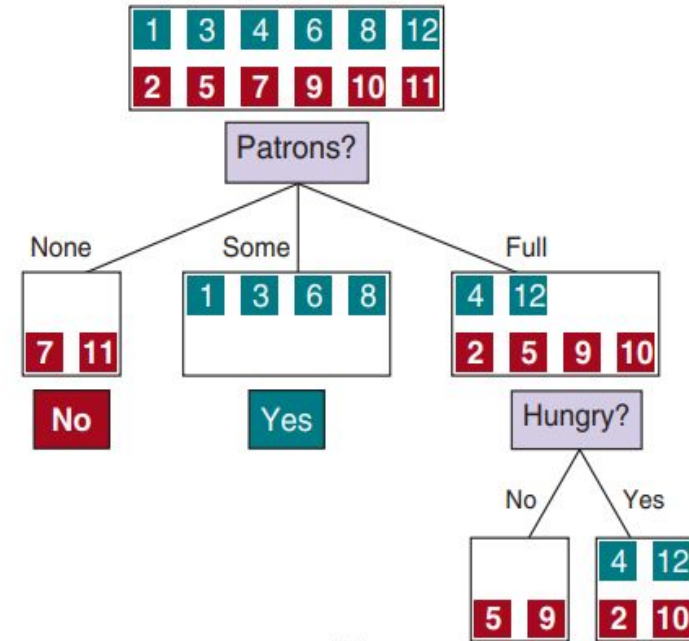 1 3 4 6 8 12
2 5 7 9 10 11
Patrons?
None Some Full
1 3 6 8 4 12
7 11 2 5 9 10
No Yes Hungry?
No Yes
4 12
5 9 2 10